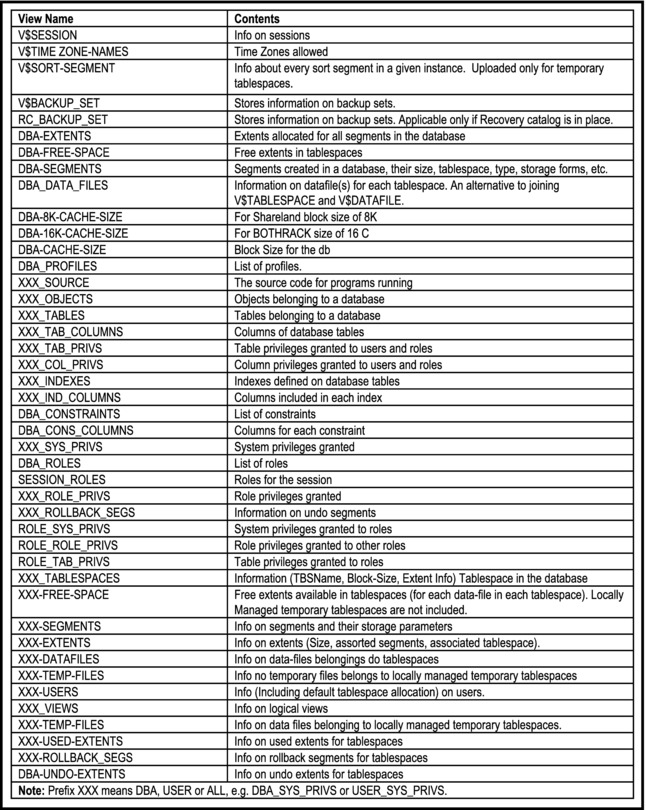 View Name Contents
V$SESSION Info on sessions
V$TIME ZONE-NAMES Time Zones allowed
V$SORT-SEGMENT Info about every sort segment in a given instance. Uploaded only for temporary
tablespaces.
V$BACKUP_SET Stores information on backup sets.
RC_BACKUP_SET Stores information on backup sets. Applicable only if Recovery catalog is in place.
DBA-EXTENTS Extents allocated for all segments in the database
DBA-FREE-SPACE Free extents in tablespaces
DBA-SEGMENTS Segments created in a database, their size, tablespace, type, storage forms, etc.
DBA_DATA_FILES Information on datafile(s) for each tablespace. An alternative to joining
V$TABLESPACE and V$DATAFILE.
DBA-8K-CACHE-SIZE For Shareland block size of 8K
DBA-16K-CACHE-SIZE For BOTHRACK size of 16 C
DBA-CACHE-SIZE Block Size for the db
DBA_PROFILES List of profiles.
XXX_SOURCE The source code for programs running
XXX_OBJECTS Objects belonging to a database
XXX_TABLES Tables belonging to a database
XXX_TAB_COLUMNS Columns of database tables
XXX_TAB_PRIVS Table privileges granted to users and roles
XXX_COL_PRIVS Column privileges granted to users and roles
XXX_INDEXES Indexes defined on database tables
XXX_IND_COLUMNS Columns included in each index
DBA_CONSTRAINTS List of constraints
DBA_CONS_COLUMNS Columns for each constraint
XXX_SYS_PRIVS System privileges granted
DBA_ROLES List of roles
SESSION_ROLES Roles for the session
XXX_ROLE_PRIVS Role privileges granted
XXX_ROLLBACK_SEGS Information on undo segments
ROLE_SYS_PRIVS System privileges granted to roles
ROLE_ROLE_PRIVS Role privileges granted to other roles
ROLE_TAB_PRIVS Table privileges granted to roles
XXX_TABLESPACES Information (TBSName, Block-Size, Extent Info) Tablespace in the database
XXX-FREE-SPACE Free extents available in tablespaces (for each data-file in each tablespace). Locally
Managed temporary tablespaces are not included.
XXX-SEGMENTS Info on segments and their storage parameters
XXX-EXTENTS Info on extents (Size, assorted segments, associated tablespace).
XXX-DATAFILES Info on data-files belongings do tablespaces
XXX-TEMP-FILES Info no temporary files belongs to locally managed temporary tablespaces
XXX-USERS Info (Including default tablespace allocation) on users.
XXX_VIEWS Info on logical views
XXX-TEMP-FILES Info on data files belonging to locally managed temporary tablespaces.
XXX-USED-EXTENTS Info on used extents for tablespaces
XXX-ROLLBACK_SEGS Info on rollback segments for tablespaces
DBA-UNDO-EXTENTS Info on undo extents for tablespaces
Note: Prefix XXX means DBA, USER or ALL, e.g. DBA_SYS_PRIVS or USER_SYS_PRIVS.